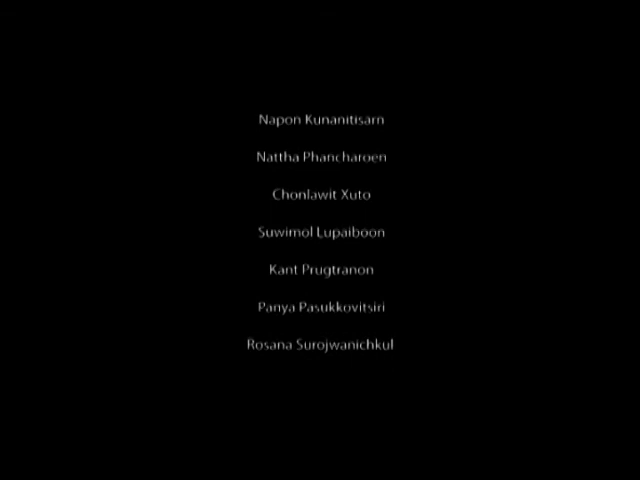 Napon Kunanitisarn
Nattha Phancharoen
Chonlawit Xuto
Suwimol Lupaiboon
Kant Prugtranon
Panya Pasukkovitsiri
Rosana Surojwanichkul